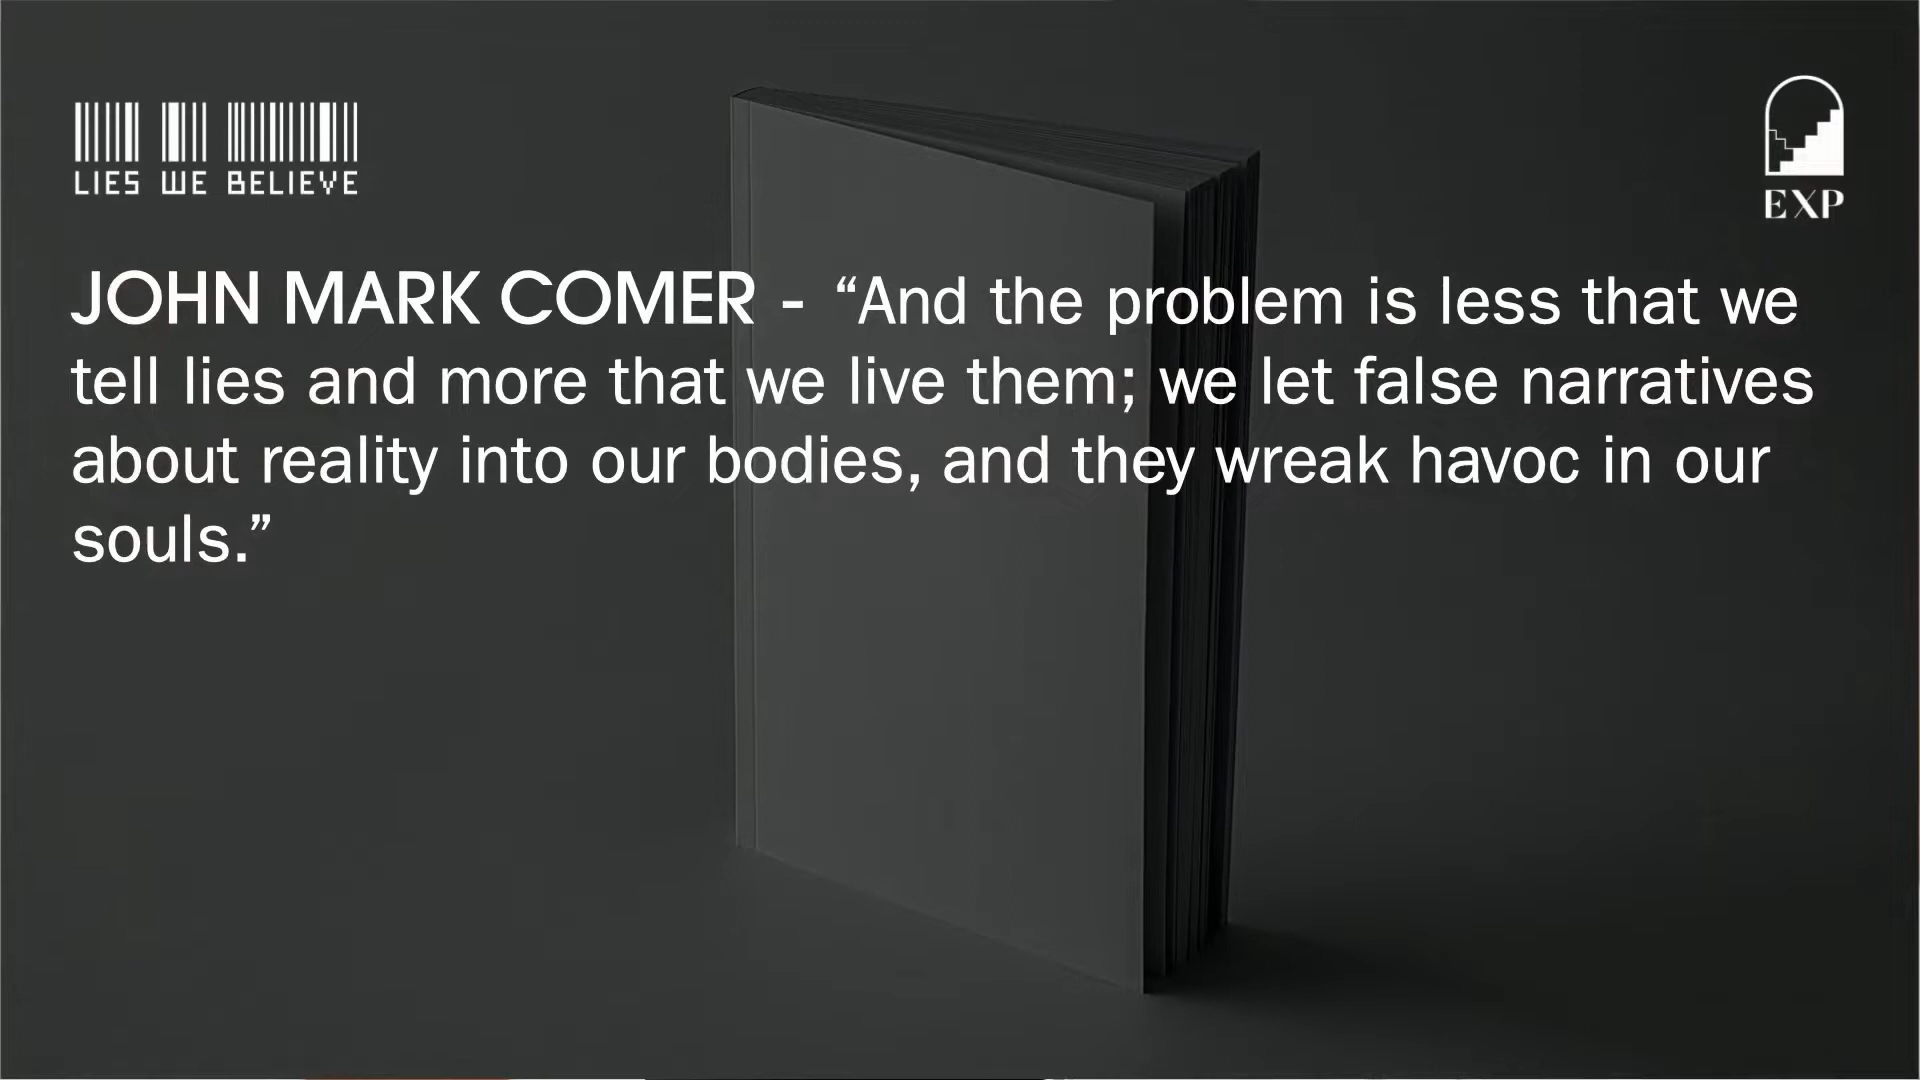 LIES WE BELIEVE
EXP
JOHN MARK COMER - “And the problem is less that we
tell lies and more that we live them; we let false narratives
about reality into our bodies, and they wreak havoc in our
souls.”